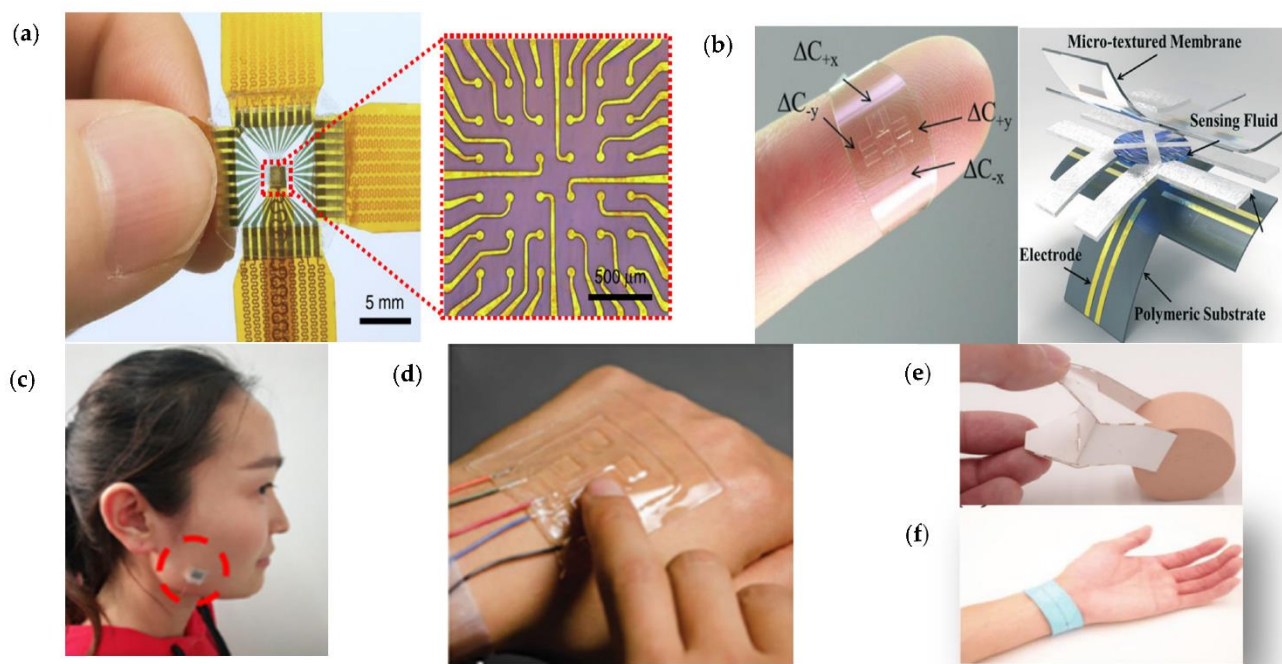 (a)
5 mm
500 μm
(b)
ΔC+x
ΔC-y
ΔC+y
ΔC-x
Micro-textured Membrane
Sensing Fluid
Electrode
Polymeric Substrate
(c)
(d)
(e)
(f)